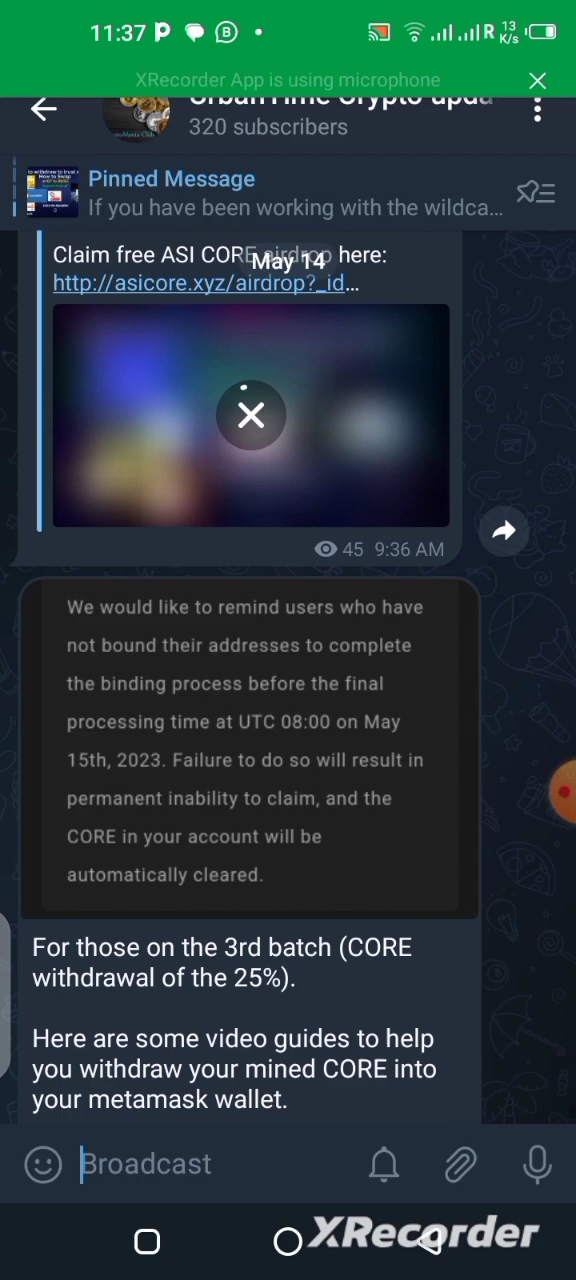 11:37
13
R K/s
XRecorder App is using microphone
UrbanTime Crypto upda
320 subscribers
Pinned Message
If you have been working with the wildca...
Claim free ASI CORE airdrop here:
May 14
http://asicore.xyz/airdrop?_id...
45 9:36 AM
We would like to remind users who have
not bound their addresses to complete
the binding process before the final
processing time at UTC 08:00 on May
15th, 2023. Failure to do so will result in
permanent inability to claim, and the
CORE in your account will be
automatically cleared.
For those on the 3rd batch (CORE
withdrawal of the 25%).
Here are some video guides to help
you withdraw your mined CORE into
your metamask wallet.
Broadcast
XRecorder